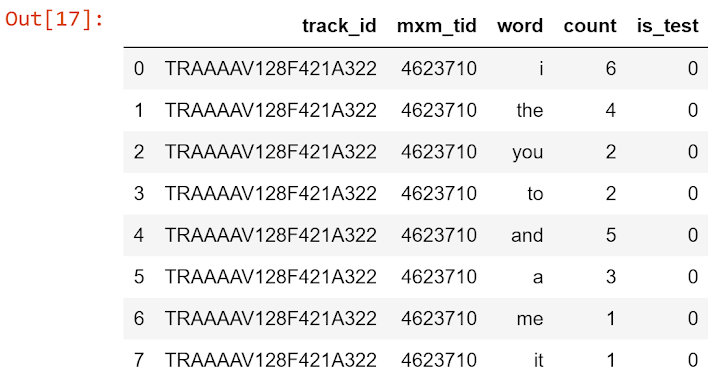 Out[17]:
track_id mxm_tid word count is_test
0 TRAAAAV128F421A322 4623710 i 6 0
1 TRAAAAV128F421A322 4623710 the 4 0
2 TRAAAAV128F421A322 4623710 you 2 0
3 TRAAAAV128F421A322 4623710 to 2 0
4 TRAAAAV128F421A322 4623710 and 5 0
5 TRAAAAV128F421A322 4623710 a 3 0
6 TRAAAAV128F421A322 4623710 me 1 0
7 TRAAAAV128F421A322 4623710 it 1 0